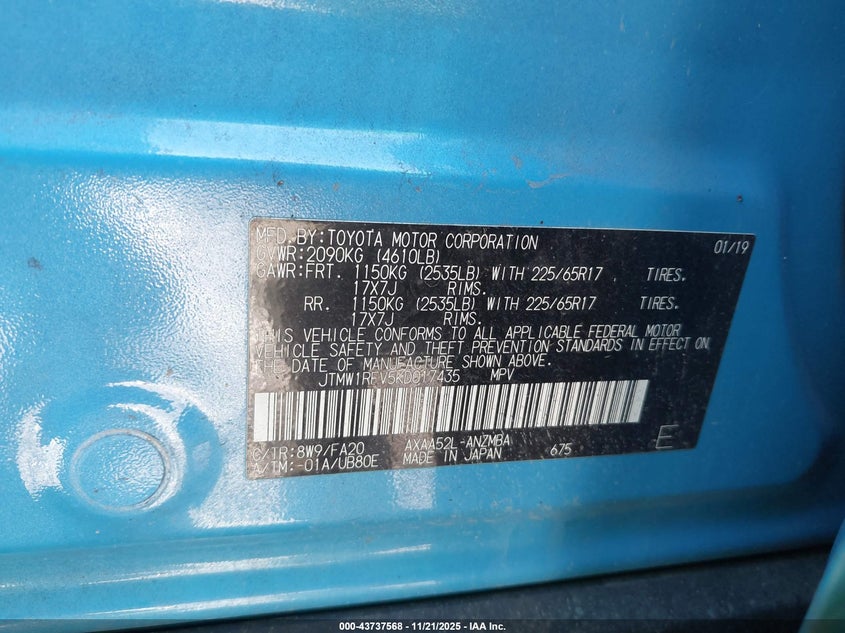 MFD. BY: TOYOTA MOTOR CORPORATION 01/19
GVWR: 2090KG (4610LB)
GAWR: FRT. 1150KG (2535LB) WITH 225/65R17 TIRES.
17X7J RIMS.
RR. 1150KG (2535LB) WITH 225/65R17 TIRES.
17X7J RIMS.
THIS VEHICLE CONFORMS TO ALL APPLICABLE FEDERAL MOTOR
VEHICLE SAFETY AND THEFT PREVENTION STANDARDS IN EFFECT ON
THE DATE OF MANUFACTURE SHOWN ABOVE.
JTMW1RFV5KD017435 MPV
C/TR: 8W9/FA20 AXAA52L-ANZMBA
A/TM: -01A/UB80E MADE IN JAPAN 675 E
000-43737568 - 11/21/2025 - IAA Inc.